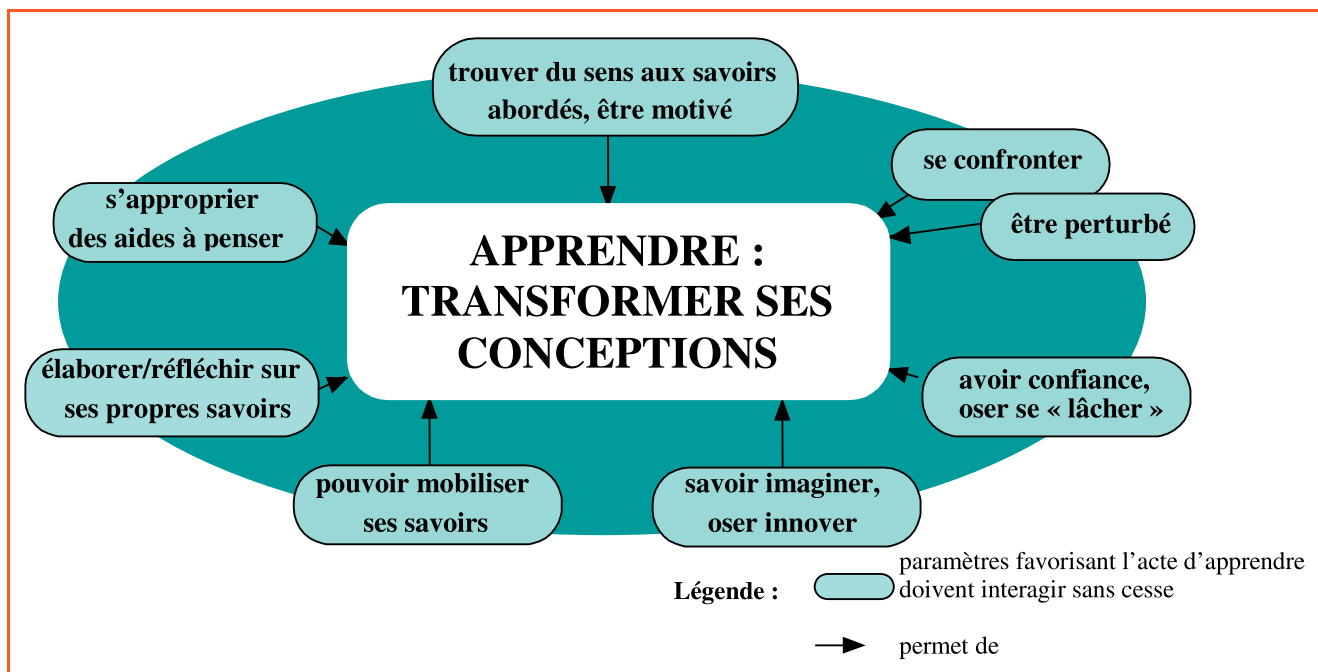 trouver du sens aux savoirs
abordés, être motivé
se confronter
être perturbé
s’approprier
des aides à penser
APPRENDRE :
TRANSFORMER SES
CONCEPTIONS
élaborer/réfléchir sur
ses propres savoirs
avoir confiance,
oser se « lâcher »
pouvoir mobiliser
ses savoirs
savoir imaginer,
oser innover
Légende :
paramètres favorisant l’acte d’apprendre
doivent interagir sans cesse
permet de